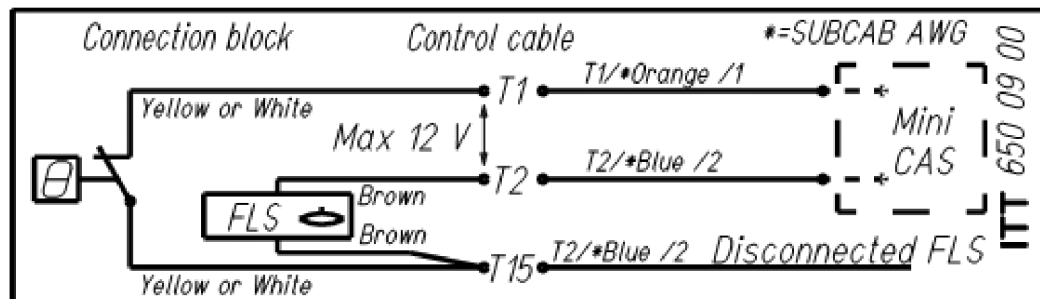 Connection block
Control cable
*=SUBCAB AWG
T1
T1/*Orange /1
Yellow or White
Max 12 V
Mini
CAS
θ
T2
T2/*Blue /2
Brown
FLS
Brown
T15
T2/*Blue /2
Disconnected FLS
Yellow or White
ITT 650 09 00